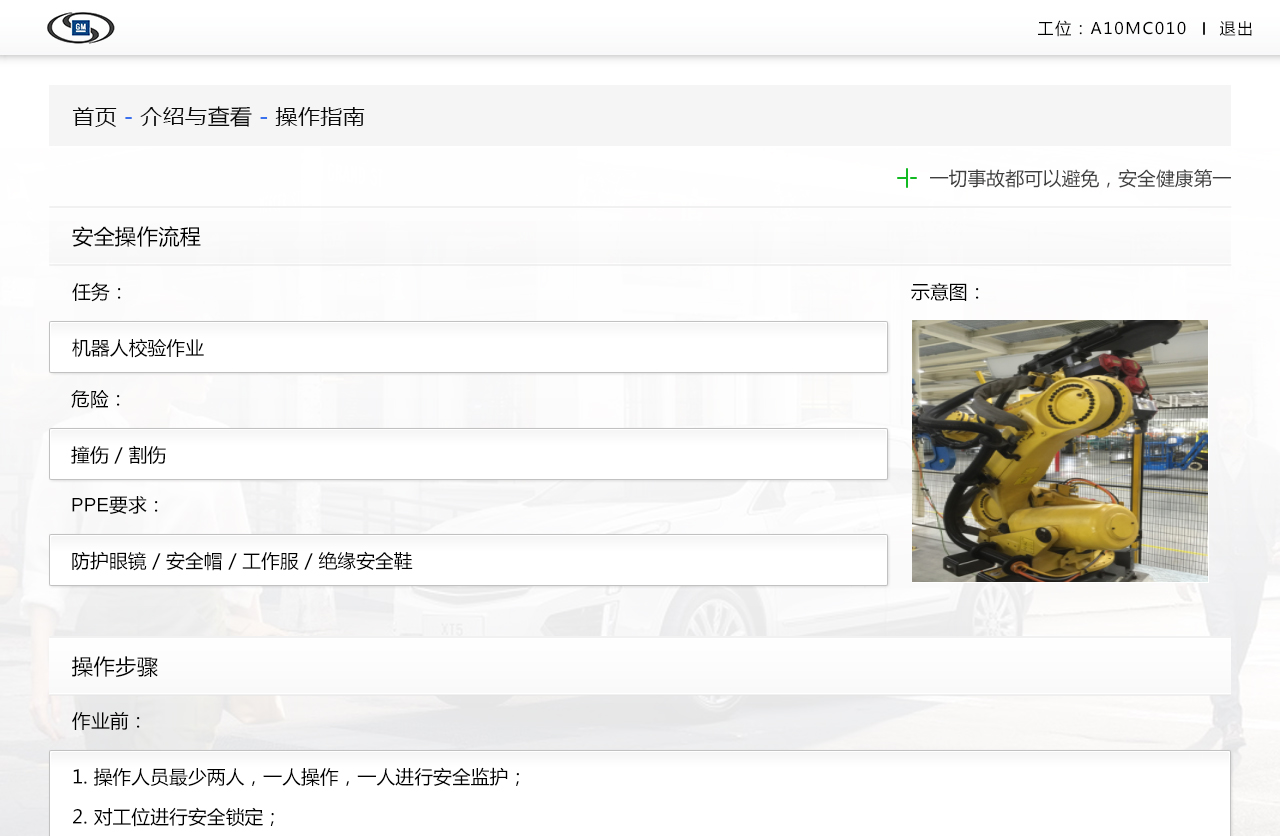 GM
工位：A10MC010 | 退出
首页 - 介绍与查看 - 操作指南
一切事故都可以避免，安全健康第一
安全操作流程
任务：
示意图：
机器人校验作业
危险：
撞伤 / 割伤
PPE要求：
防护眼镜 / 安全帽 / 工作服 / 绝缘安全鞋
XT5
操作步骤
作业前：
1. 操作人员最少两人，一人操作，一人进行安全监护；
2. 对工位进行安全锁定；